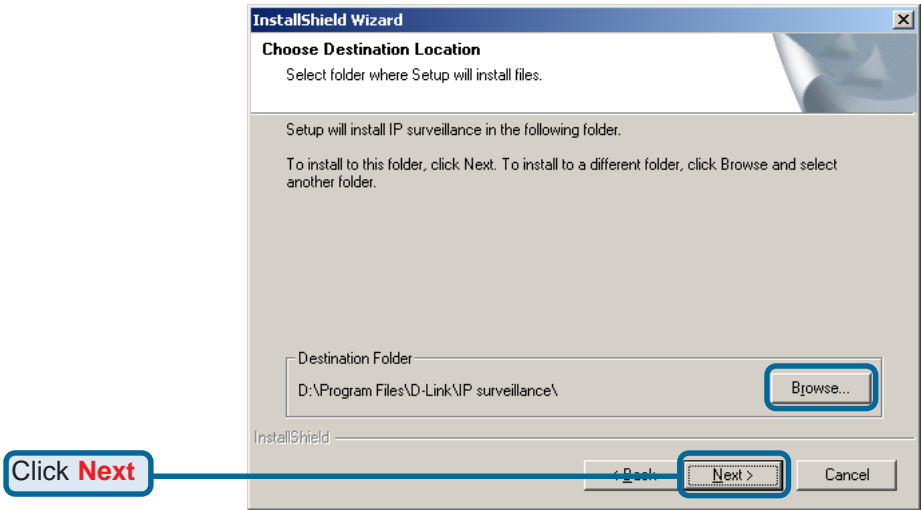 InstallShield Wizard
Choose Destination Location
Select folder where Setup will install files.
Setup will install IP surveillance in the following folder.
To install to this folder, click Next. To install to a different folder, click Browse and select
another folder.
Destination Folder
D:\Program Files\D-Link\IP surveillance\
Browse...
InstallShield
Click Next
< Back
Next >
Cancel